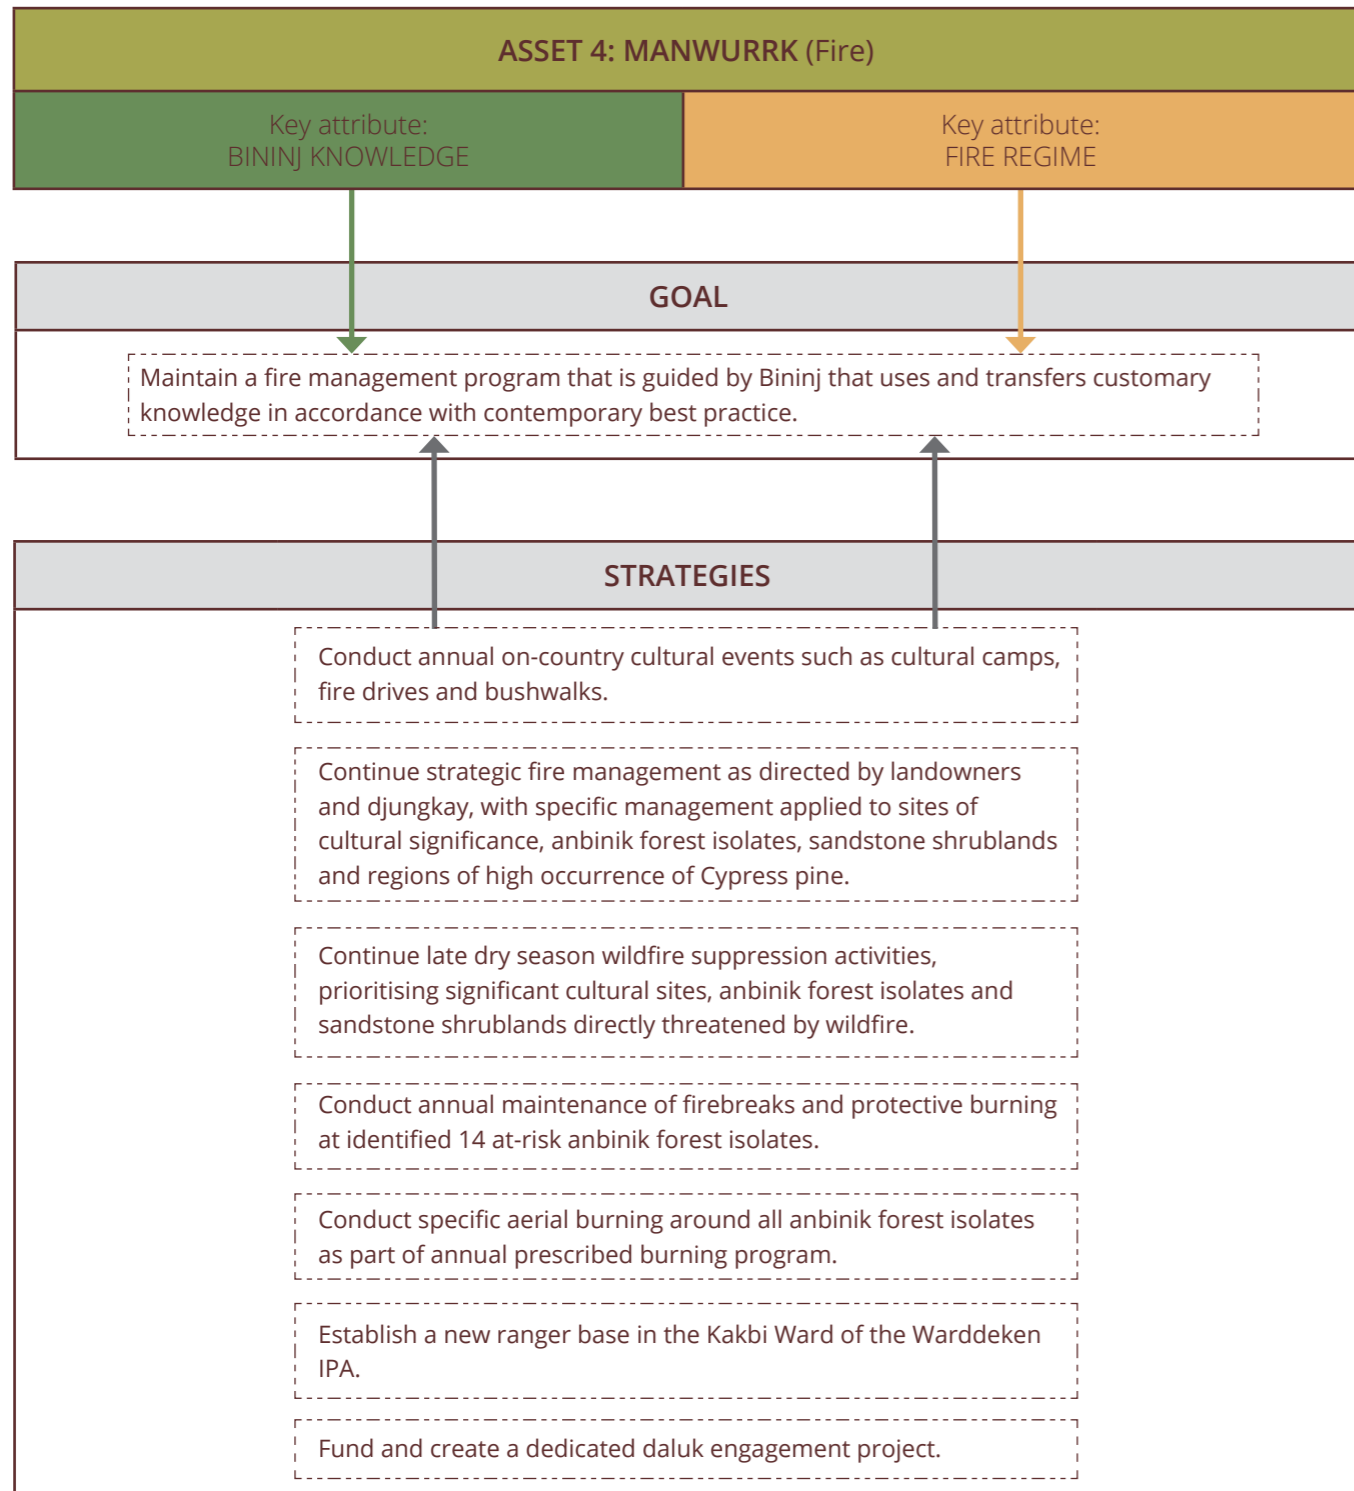 ASSET 4: MANWURRK (Fire)
Key attribute:
BININJ KNOWLEDGE
Key attribute:
FIRE REGIME
GOAL
Maintain a fire management program that is guided by Bininj that uses and transfers customary
knowledge in accordance with contemporary best practice.
STRATEGIES
Conduct annual on-country cultural events such as cultural camps,
fire drives and bushwalks.
Continue strategic fire management as directed by landowners
and djungkay, with specific management applied to sites of
cultural significance, anbinik forest isolates, sandstone shrublands
and regions of high occurrence of Cypress pine.
Continue late dry season wildfire suppression activities,
prioritising significant cultural sites, anbinik forest isolates and
sandstone shrublands directly threatened by wildfire.
Conduct annual maintenance of firebreaks and protective burning
at identified 14 at-risk anbinik forest isolates.
Conduct specific aerial burning around all anbinik forest isolates
as part of annual prescribed burning program.
Establish a new ranger base in the Kakbi Ward of the Warddeken
IPA.
Fund and create a dedicated daluk engagement project.